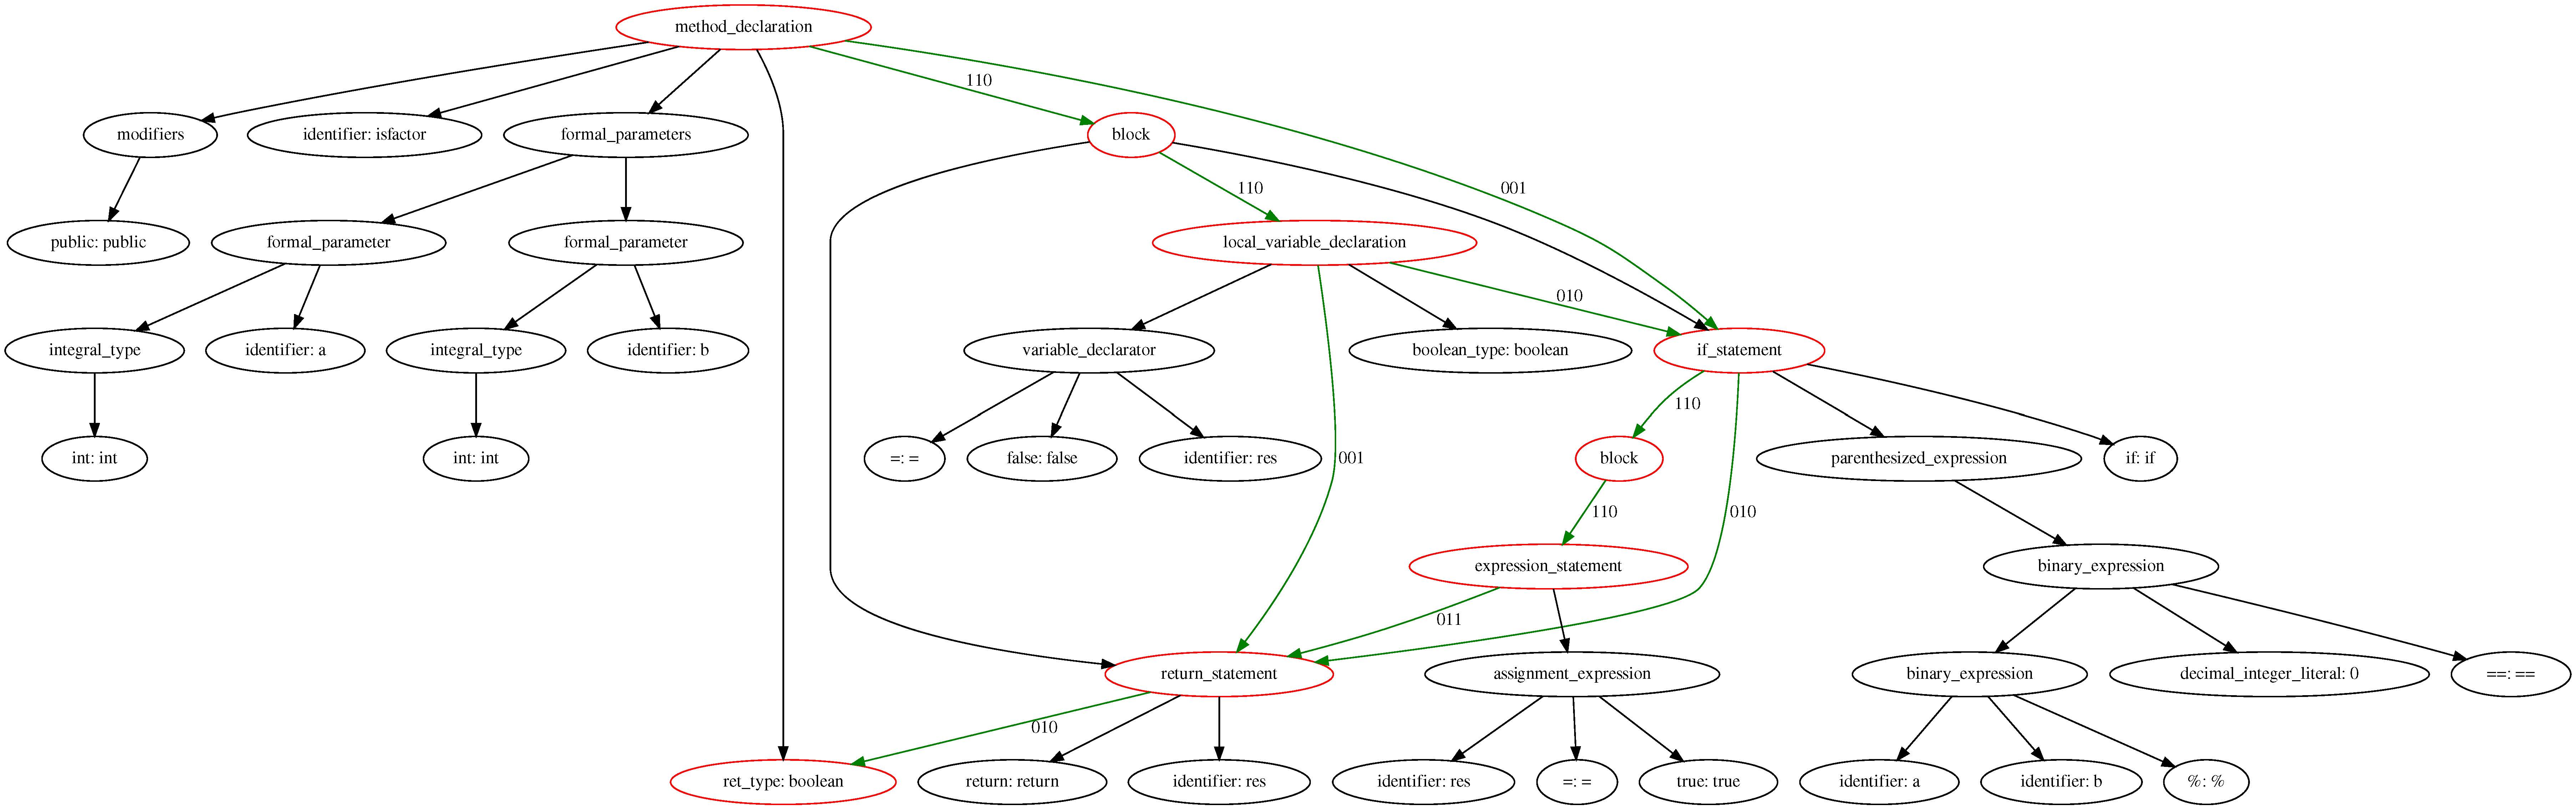 method_declaration
110
modifiers
identifier: isfactor
formal_parameters
block
110
001
public: public
formal_parameter
formal_parameter
local_variable_declaration
010
integral_type
identifier: a
integral_type
identifier: b
variable_declarator
boolean_type: boolean
if_statement
110
int: int
int: int
=: =
false: false
identifier: res
001
block
parenthesized_expression
if: if
110
010
expression_statement
binary_expression
011
return_statement
assignment_expression
binary_expression
decimal_integer_literal: 0
==: ==
010
ret_type: boolean
return: return
identifier: res
identifier: res
=: =
true: true
identifier: a
identifier: b
%: %